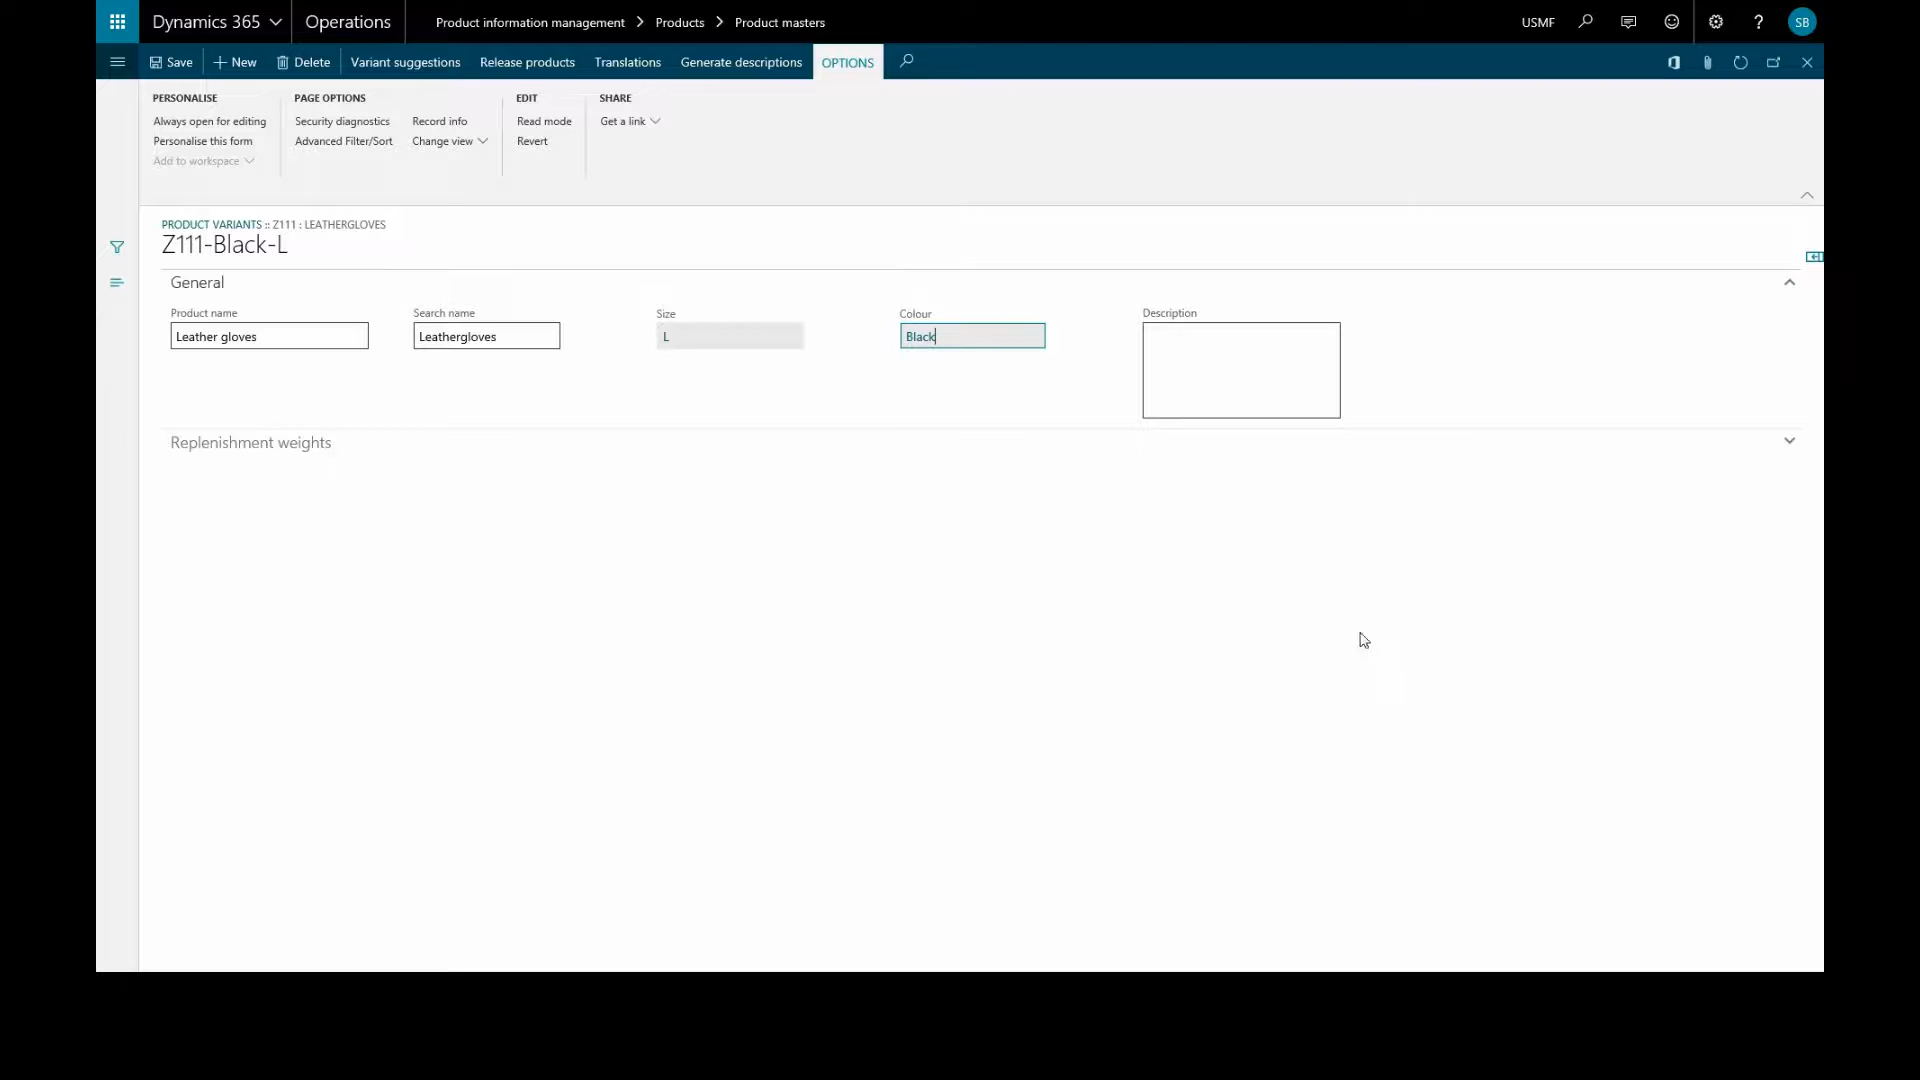 Dynamics 365 Operations Product information management Products Product masters USMF SB
Save New Delete Variant suggestions Release products Translations Generate descriptions OPTIONS
PERSONALISE PAGE OPTIONS EDIT SHARE
Always open for editing Security diagnostics Record info Read mode Get a link
Personalise this form Advanced Filter/Sort Change view Revert
Add to workspace
PRODUCT VARIANTS :: Z111 : LEATHERGLOVES
Z111-Black-L
General
Product name Search name Size Colour Description
Leather gloves Leathergloves L Black
Replenishment weights